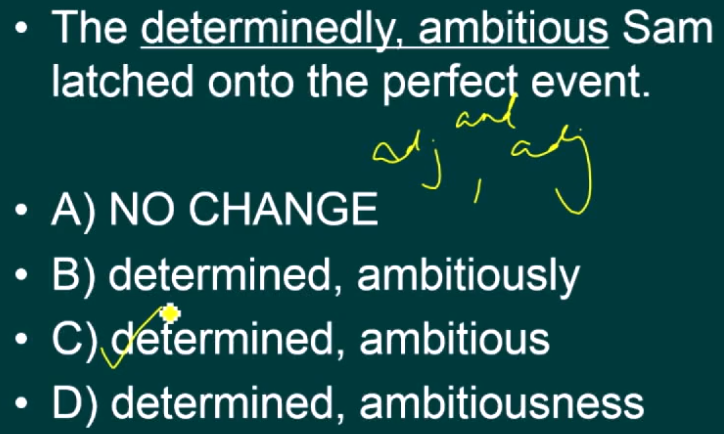 • The determinedly, ambitious Sam
latched onto the perfect event.
and
adj , adj
• A) NO CHANGE
• B) determined, ambitiously
• C) determined, ambitious
• D) determined, ambitiousness